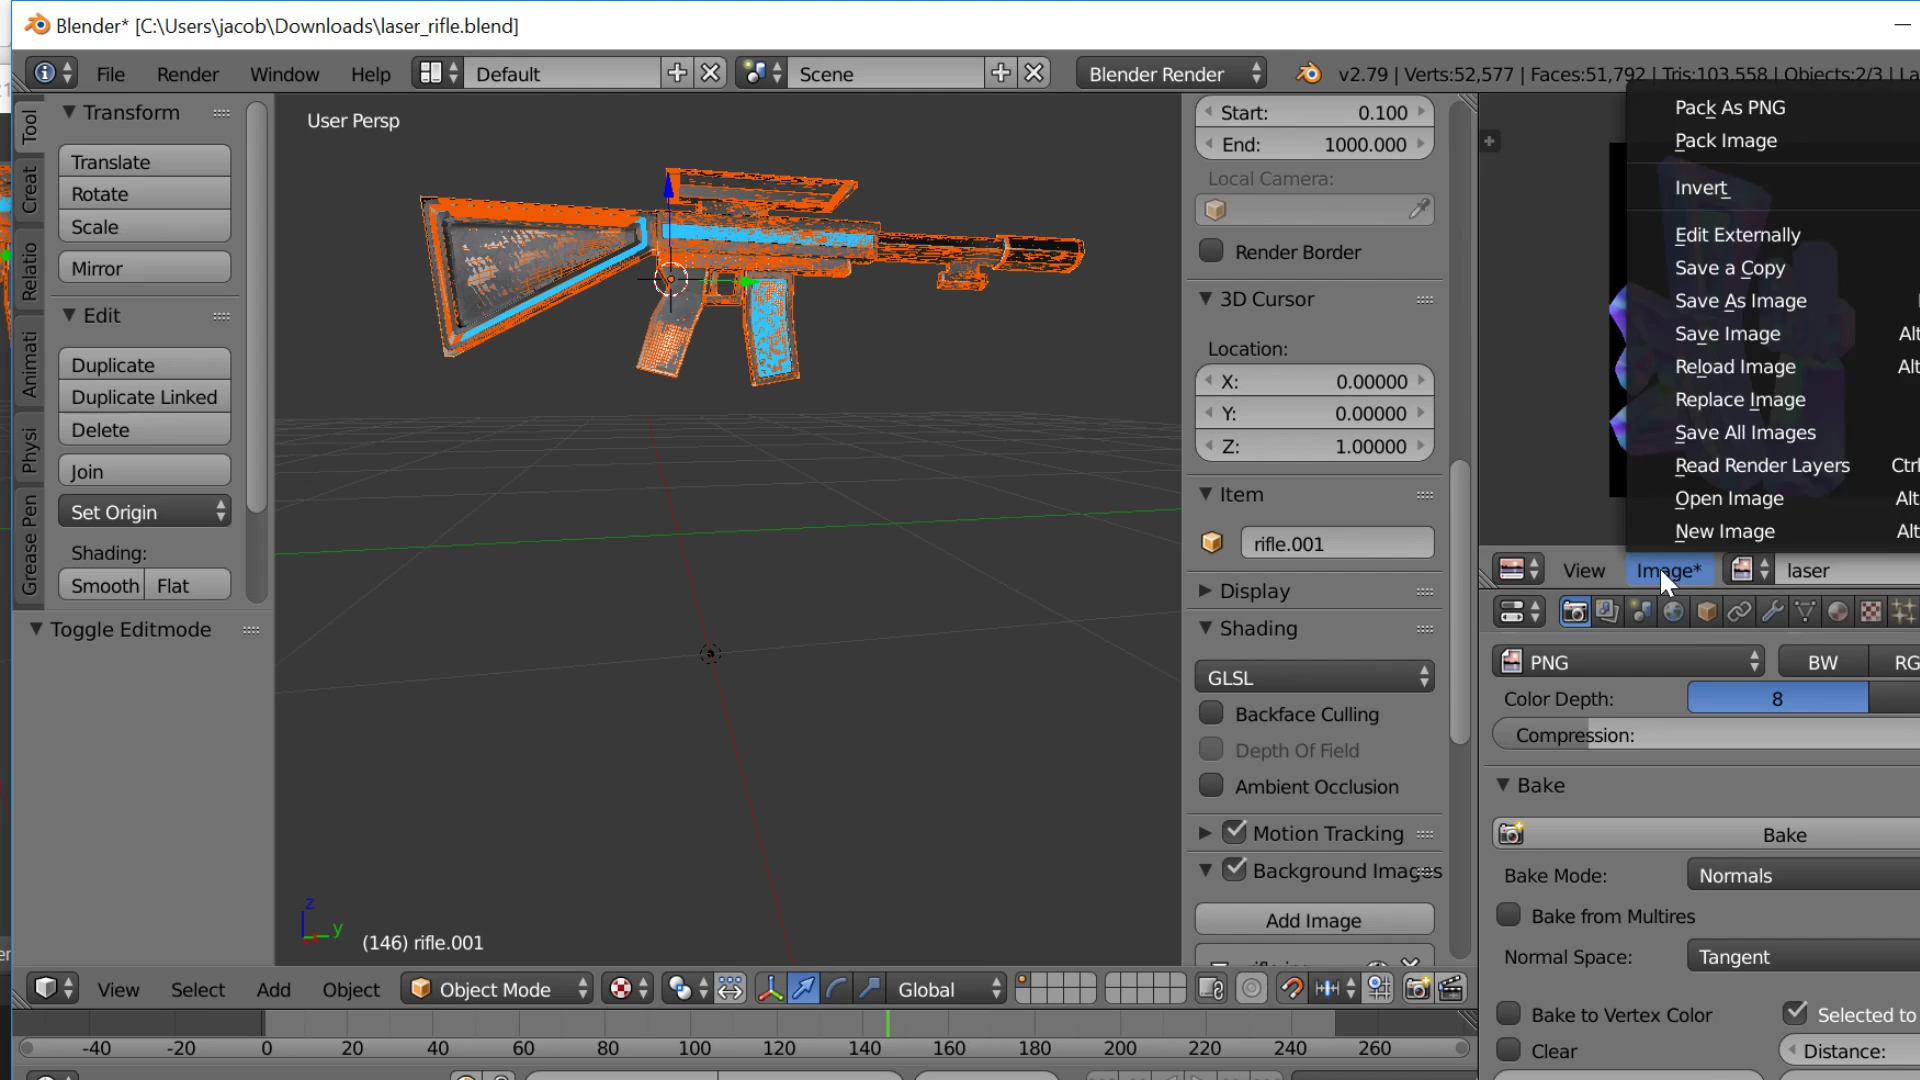 Blender* [C:\Users\jacob\Downloads\laser_rifle.blend]
File Render Window Help Default Scene Blender Render v2.79 | Verts:52,577 | Faces:51,792 | Tris:103,558 | Objects:2/3 | La
Tool
Creat
Relatio
Animati
Physi
Grease Pen
Transform
Translate
Rotate
Scale
Mirror
Edit
Duplicate
Duplicate Linked
Delete
Join
Set Origin
Shading:
Smooth Flat
Toggle Editmode
User Persp
z
y
(146) rifle.001
Start: 0.100
End: 1000.000
Local Camera:
Render Border
3D Cursor
Location:
X: 0.00000
Y: 0.00000
Z: 1.00000
Item
rifle.001
Display
Shading
GLSL
Backface Culling
Depth Of Field
Ambient Occlusion
Motion Tracking
Background Images
Add Image
Pack As PNG
Pack Image
Invert
Edit Externally
Save a Copy
Save As Image
Save Image Alt
Reload Image Alt
Replace Image
Save All Images
Read Render Layers Ctrl
Open Image Alt
New Image Alt
View Image* laser
PNG BW RG
Color Depth: 8
Compression:
Bake
Bake
Bake Mode: Normals
Bake from Multires
Normal Space: Tangent
Bake to Vertex Color Selected to
Clear Distance:
View Select Add Object Object Mode Global
-40 -20 0 20 40 60 80 100 120 140 160 180 200 220 240 260